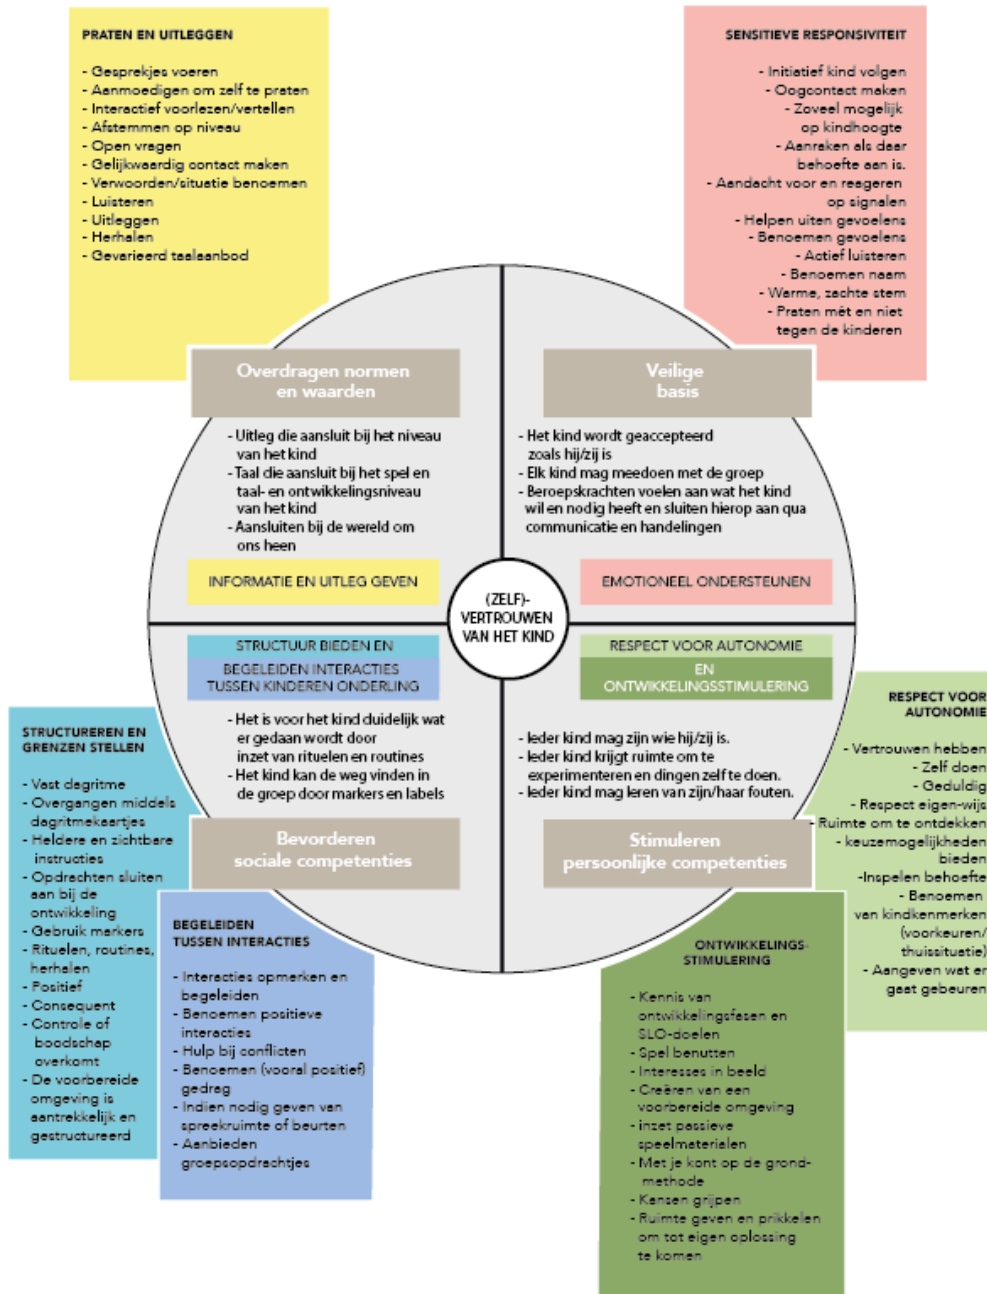 PRATEN EN UITLEGGEN
- Gesprekjes voeren
- Aanmoedigen om zelf te praten
- Interactief voorlezen/vertellen
- Afstemmen op niveau
- Open vragen
- Gelijkwaardig contact maken
- Verwoorden/situatie benoemen
- Luisteren
- Uitleggen
- Herhalen
- Gevarieerd taalaanbod
SENSITIEVE RESPONSIVITEIT
- Initiatief kind volgen
- Oogcontact maken
- Zoveel mogelijk
op kindhoogte
- Aanraken als daar
behoefte aan is.
- Aandacht voor en reageren
op signalen
- Helpen uiten gevoelens
- Benoemen gevoelens
- Actief luisteren
- Benoemen naam
- Warme, zachte stem
- Praten mét en niet
tegen de kinderen
Overdragen normen
en waarden
- Uitleg die aansluit bij het niveau
van het kind
- Taal die aansluit bij het spel en
taal- en ontwikkelingsniveau
van het kind
- Aansluiten bij de wereld om
ons heen
INFORMATIE EN UITLEG GEVEN
Veilige
basis
- Het kind wordt geaccepteerd
zoals hij/zij is
- Elk kind mag meedoen met de groep
- Beroepskrachten voelen aan wat het kind
wil en nodig heeft en sluiten hierop aan qua
communicatie en handelingen
EMOTIONEEL ONDERSTEUNEN
(ZELF)-
VERTROUWEN
VAN HET KIND
STRUCTUUR BIEDEN EN
BEGELEIDEN INTERACTIES
TUSSEN KINDEREN ONDERLING
- Het is voor het kind duidelijk wat
er gedaan wordt door
inzet van rituelen en routines
- Het kind kan de weg vinden in
de groep door markers en labels
Bevorderen
sociale competenties
RESPECT VOOR AUTONOMIE
EN
ONTWIKKELINGSSTIMULERING
- Ieder kind mag zijn wie hij/zij is.
- Ieder kind krijgt ruimte om te
experimenteren en dingen zelf te doen.
- Ieder kind mag leren van zijn/haar fouten.
Stimuleren
persoonlijke competenties
STRUCTUREREN EN
GRENZEN STELLEN
- Vast dagritme
- Overgangen middels
dagritmekaartjes
- Heldere en zichtbare
instructies
- Opdrachten sluiten
aan bij de
ontwikkeling
- Gebruik markers
- Rituelen, routines,
herhalen
- Positief
- Consequent
- Controle of
boodschap
overkomt
- De voorbereide
omgeving is
aantrekkelijk en
gestructureerd
BEGELEIDEN
TUSSEN INTERACTIES
- Interacties opmerken en
begeleiden
- Benoemen positieve
interacties
- Hulp bij conflicten
- Benoemen (vooral positief)
gedrag
- Indien nodig geven van
spreekruimte of beurten
- Aanbieden
groepsopdrachtjes
RESPECT VOOR
AUTONOMIE
- Vertrouwen hebben
- Zelf doen
- Geduldig
- Respect eigen-wijs
- Ruimte om te ontdekken
- keuzemogelijkheden
bieden
-Inspelen behoefte
- Benoemen
van kindkenmerken
(voorkeuren/
thuissituatie)
- Aangeven wat er
gaat gebeuren
ONTWIKKELINGS-
STIMULERING
- Kennis van
ontwikkelingsfasen en
SLO-doelen
- Spel benutten
- Interesses in beeld
- Creëren van een
voorbereide omgeving
- inzet passieve
speelmaterialen
- Met je kont op de grond-
methode
- Kansen grijpen
- Ruimte geven en prikkelen
om tot eigen oplossing
te komen